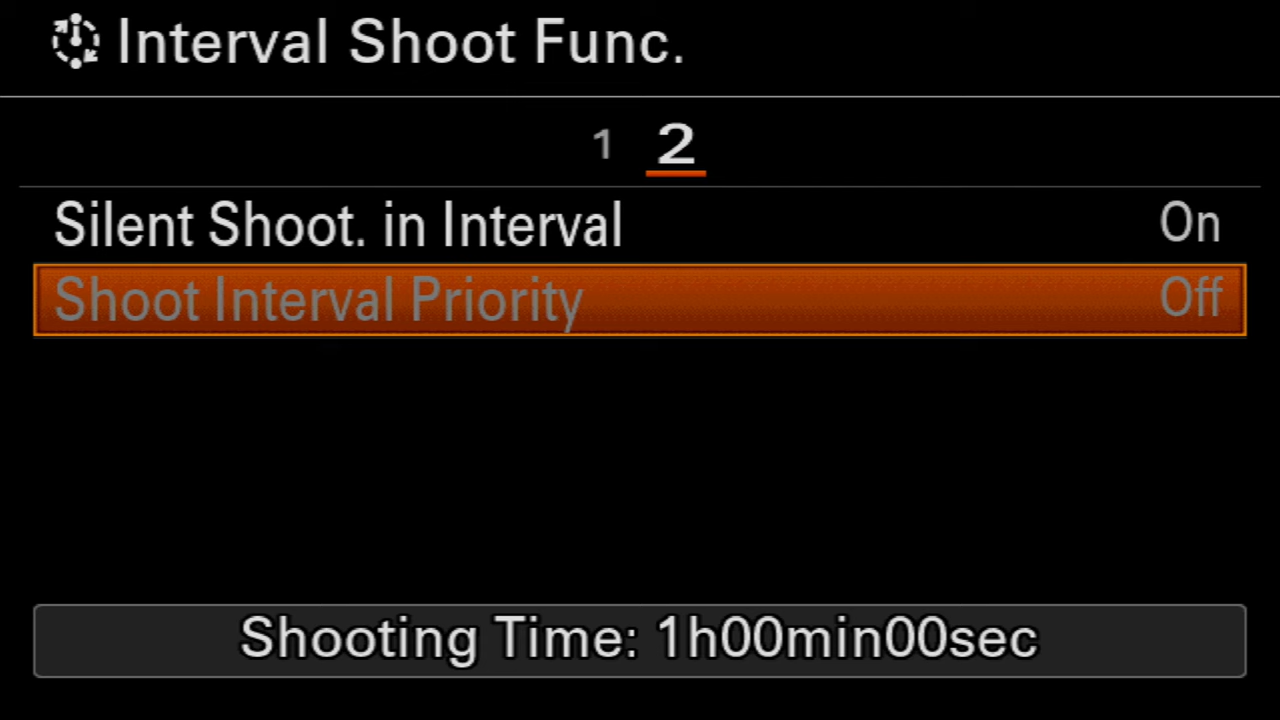 Interval Shoot Func.
1 2
Silent Shoot. in Interval On
Shoot Interval Priority Off
Shooting Time: 1h00min00sec